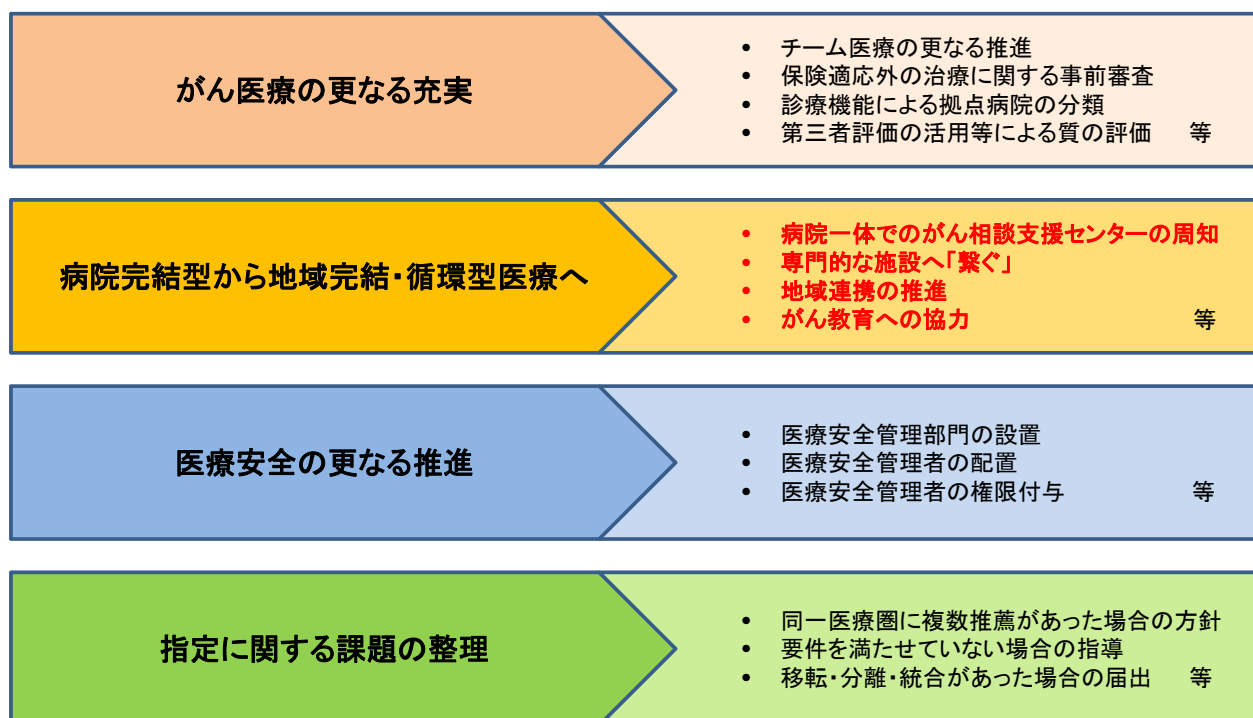 がん医療の更なる充実
• チーム医療の更なる推進
• 保険適応外の治療に関する事前審査
• 診療機能による拠点病院の分類
• 第三者評価の活用等による質の評価 等
病院完結型から地域完結・循環型医療へ
• 病院一体でのがん相談支援センターの周知
• 専門的な施設へ「繋ぐ」
• 地域連携の推進
• がん教育への協力 等
医療安全の更なる推進
• 医療安全管理部門の設置
• 医療安全管理者の配置
• 医療安全管理者の権限付与 等
指定に関する課題の整理
• 同一医療圏に複数推薦があった場合の方針
• 要件を満たせていない場合の指導
• 移転・分離・統合があった場合の届出 等